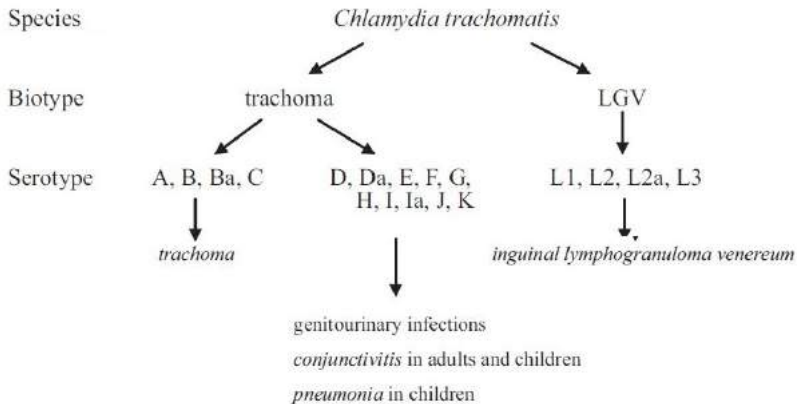 Species Chlamydia trachomatis
Biotype trachoma LGV
Serotype A, B, Ba, C D, Da, E, F, G, L1, L2, L2a, L3
H, I, Ia, J, K
trachoma inguinal lymphogranuloma venereum
genitourinary infections
conjunctivitis in adults and children
pneumonia in children